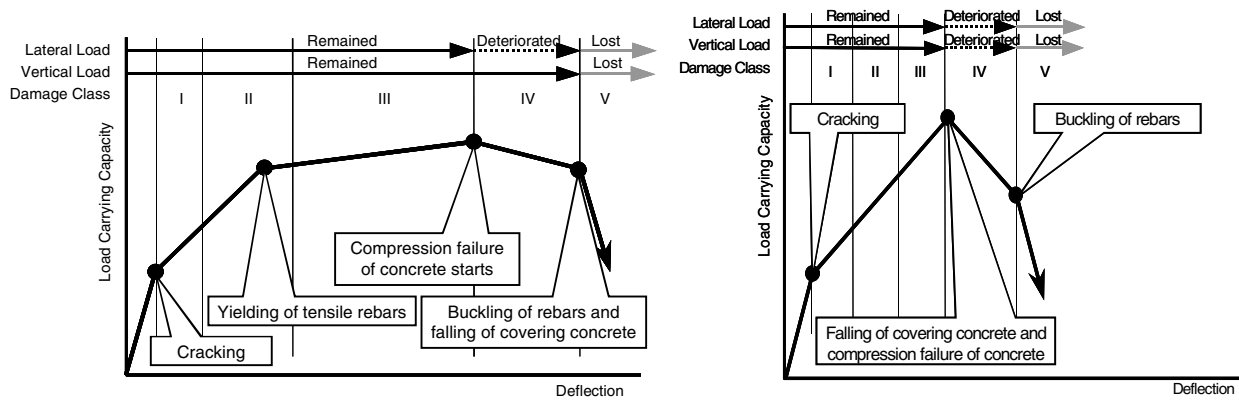 Remained
Deteriorated
Lost
Lateral Load
Remained
Lost
Vertical Load
Damage Class
I
II
III
IV
V
Load Carrying Capacity
Compression failure
of concrete starts
Yielding of tensile rebars
Buckling of rebars and
falling of covering concrete
Cracking
Deflection
Remained
Deteriorated
Lost
Lateral Load
Remained
Deteriorated
Lost
Vertical Load
Damage Class
I
II
III
IV
V
Load Carrying Capacity
Cracking
Buckling of rebars
Falling of covering concrete and
compression failure of concrete
Deflection